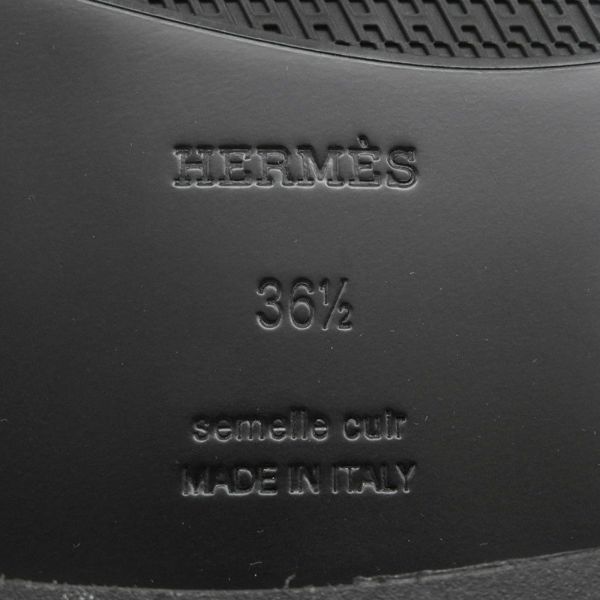 HERMÈS
36½
semelle cuir
MADE IN ITALY